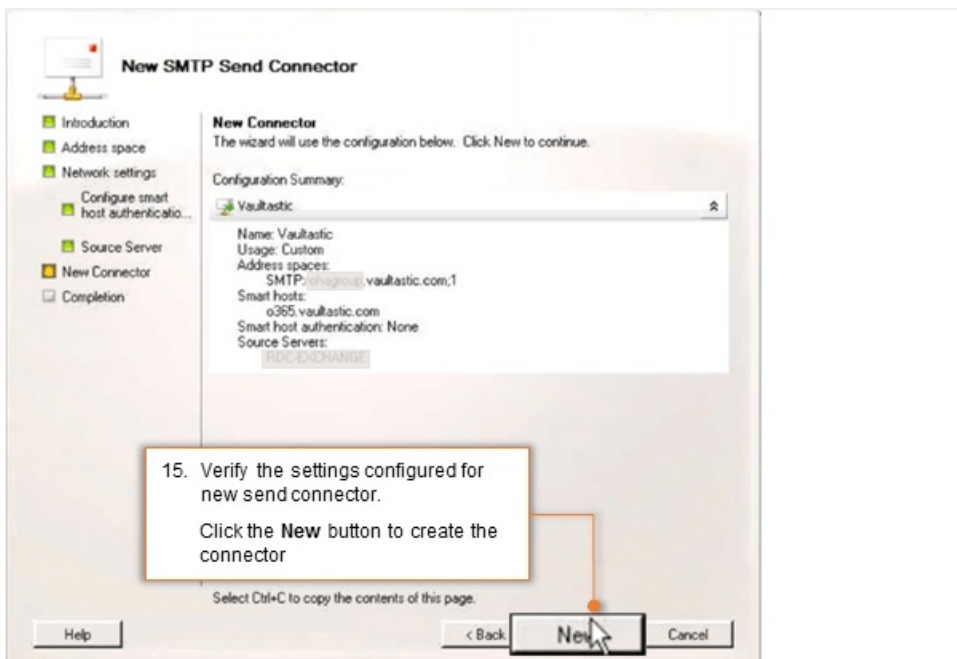 New SMTP Send Connector
Introduction
Address space
Network settings
Configure smart
host authenticatio...
Source Server
New Connector
Completion
New Connector
The wizard will use the configuration below. Click New to continue.
Configuration Summary:
Vaultastic
Name: Vaultastic
Usage: Custom
Address spaces:
SMTP: .vaultastic.com;1
Smart hosts:
o365.vaultastic.com
Smart host authentication: None
Source Servers:
RDC-EXCHANGE
15. Verify the settings configured for
new send connector.
Click the New button to create the
connector
Select Ctrl+C to copy the contents of this page.
Help
< Back
New
Cancel